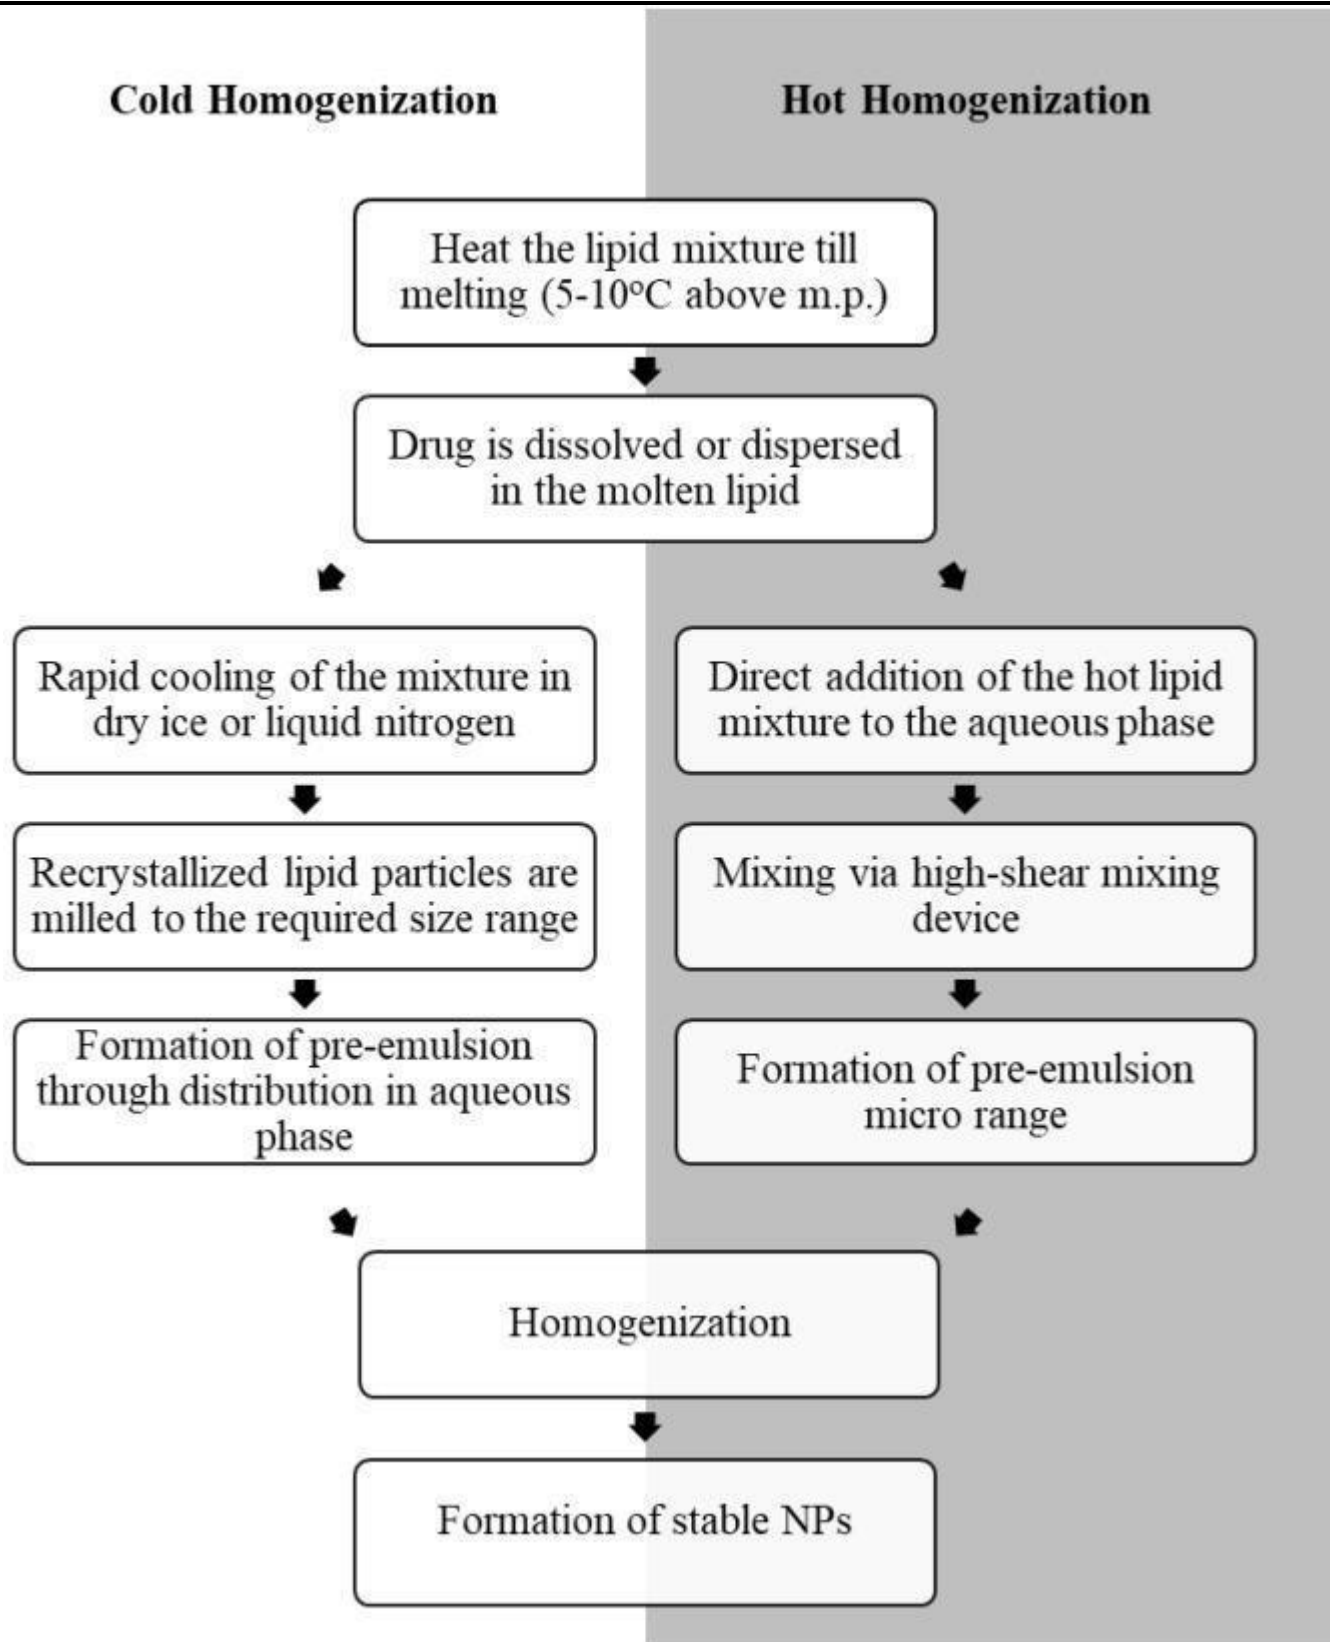 Cold Homogenization
Hot Homogenization
Heat the lipid mixture till
melting (5-10ºC above m.p.)
Drug is dissolved or dispersed
in the molten lipid
Rapid cooling of the mixture in
dry ice or liquid nitrogen
Direct addition of the hot lipid
mixture to the aqueous phase
Recrystallized lipid particles are
milled to the required size range
Mixing via high-shear mixing
device
Formation of pre-emulsion
through distribution in aqueous
phase
Formation of pre-emulsion
micro range
Homogenization
Formation of stable NPs